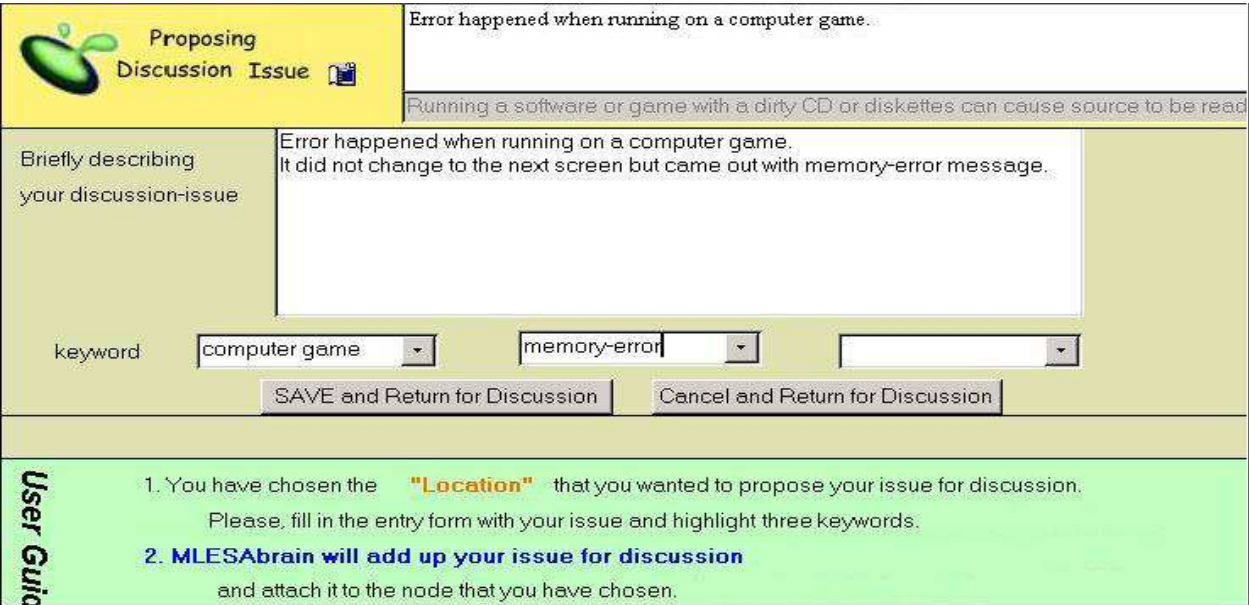 Proposing
Discussion Issue
Error happened when running on a computer game.
Running a software or game with a dirty CD or diskettes can cause source to be read
Briefly describing
your discussion-issue
Error happened when running on a computer game.
It did not change to the next screen but came out with memory-error message.
keyword
computer game
memory-error
SAVE and Return for Discussion
Cancel and Return for Discussion
User Guid
1. You have chosen the "Location" that you wanted to propose your issue for discussion.
Please, fill in the entry form with your issue and highlight three keywords.
2. MLESAbrain will add up your issue for discussion
and attach it to the node that you have chosen.